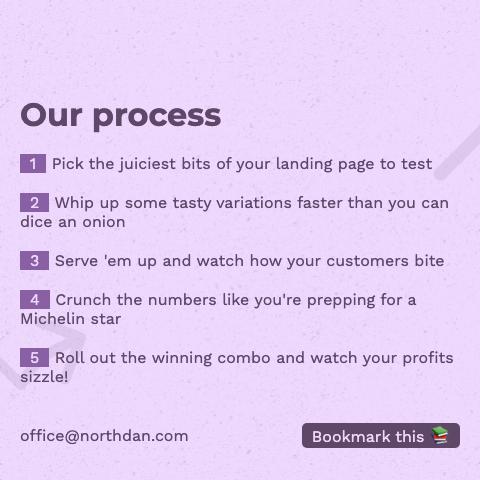 Our process
1 Pick the juiciest bits of your landing page to test
2 Whip up some tasty variations faster than you can
dice an onion
3 Serve 'em up and watch how your customers bite
4 Crunch the numbers like you're prepping for a
Michelin star
5 Roll out the winning combo and watch your profits
sizzle!
office@northdan.com
Bookmark this 📚